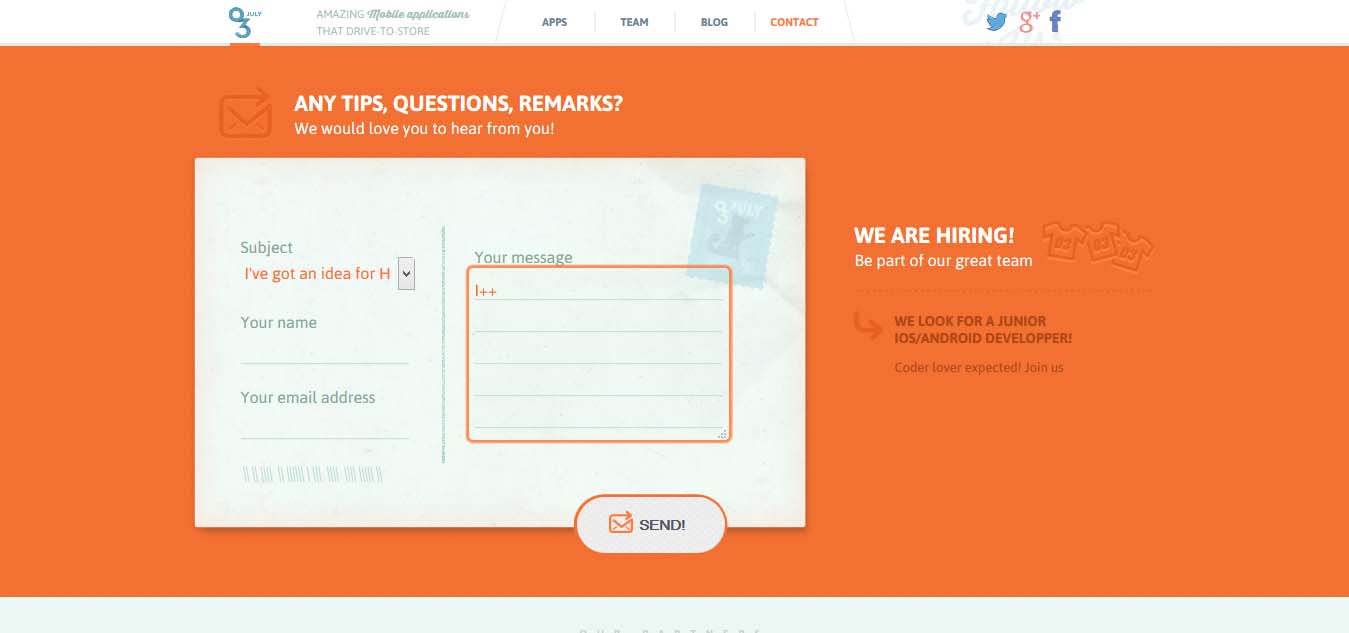 03 JULY
AMAZING Mobile applications
THAT DRIVE-TO-STORE
APPS
TEAM
BLOG
CONTACT
g+
f
ANY TIPS, QUESTIONS, REMARKS?
We would love you to hear from you!
Subject
I've got an idea for H
Your name
Your email address
03 JULY
Your message
I++
SEND!
WE ARE HIRING!
Be part of our great team
03 03 03
WE LOOK FOR A JUNIOR
IOS/ANDROID DEVELOPPER!
Coder lover expected! Join us